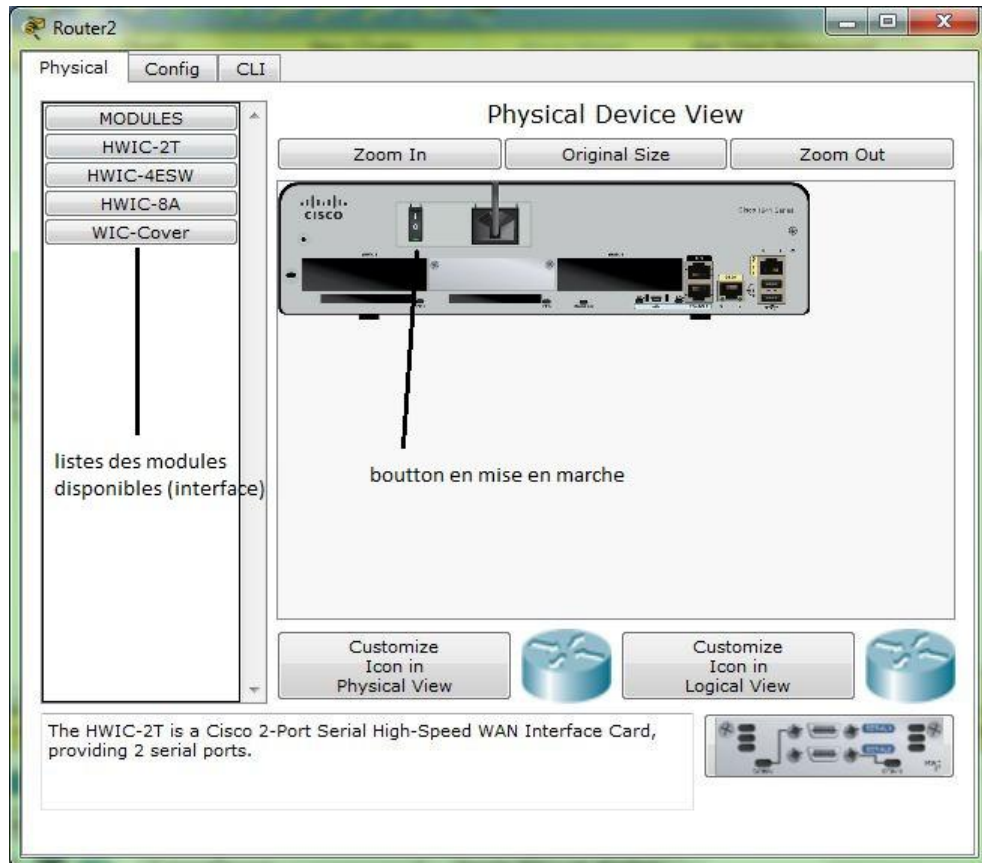 Router2
Physical
Config
CLI
MODULES
HWIC-2T
HWIC-4ESW
HWIC-8A
WIC-Cover
listes des modules
disponibles (interface)
Physical Device View
Zoom In
Original Size
Zoom Out
CISCO
boutton en mise en marche
Customize
Icon in
Physical View
Customize
Icon in
Logical View
The HWIC-2T is a Cisco 2-Port Serial High-Speed WAN Interface Card,
providing 2 serial ports.